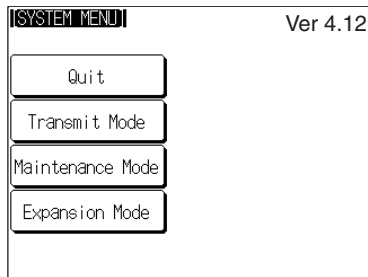 [SYSTEM MENU]
Ver 4.12
Quit
Transmit Mode
Maintenance Mode
Expansion Mode